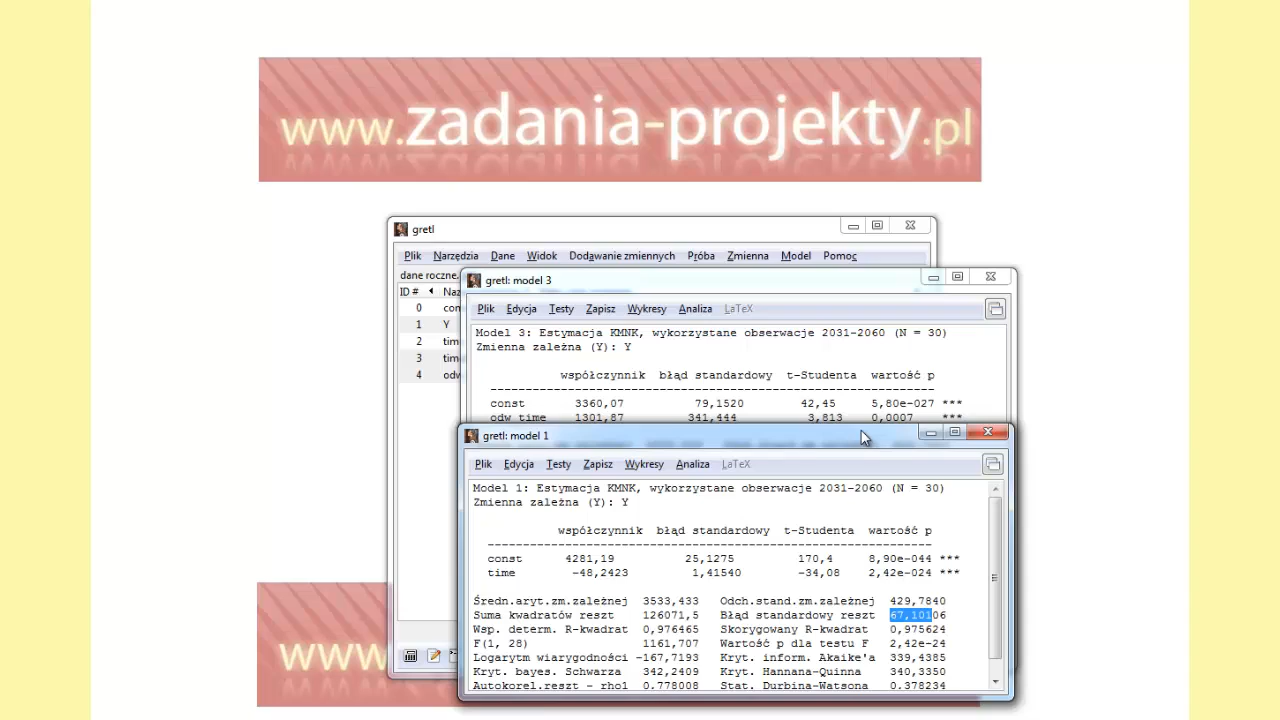 www.zadania-projekty.pl
gretl
Plik Narzędzia Dane Widok Dodawanie zmiennych Próba Zmienna Model Pomoc
dane roczne.
ID #
0
1 Y
2
3
4
gretl: model 3
Plik Edycja Testy Zapisz Wykresy Analiza LaTeX
Model 3: Estymacja KMNK, wykorzystane obserwacje 2031-2060 (N = 30)
Zmienna zależna (Y): Y
współczynnik błąd standardowy t-Studenta wartość p
const 3360,07 79,1520 42,45 5,80e-027 ***
odw_time 1301,87 341,444 3,813 0,0007 ***
gretl: model 1
Plik Edycja Testy Zapisz Wykresy Analiza LaTeX
Model 1: Estymacja KMNK, wykorzystane obserwacje 2031-2060 (N = 30)
Zmienna zależna (Y): Y
współczynnik błąd standardowy t-Studenta wartość p
const 4281,19 25,1275 170,4 8,90e-044 ***
time -48,2423 1,41540 -34,08 2,42e-024 ***
Średn.aryt.zm.zależnej 3533,433 Odch.stand.zm.zależnej 429,7840
Suma kwadratów reszt 126071,5 Błąd standardowy reszt 67,10106
Wsp. determ. R-kwadrat 0,976465 Skorygowany R-kwadrat 0,975624
F(1, 28) 1161,707 Wartość p dla testu F 2,42e-24
Logarytm wiarygodności -167,7193 Kryt. inform. Akaike'a 339,4385
Kryt. bayes. Schwarza 342,2409 Kryt. Hannana-Quinna 340,3350
Autokorel.reszt - rho1 0,778008 Stat. Durbina-Watsona 0,378234
www